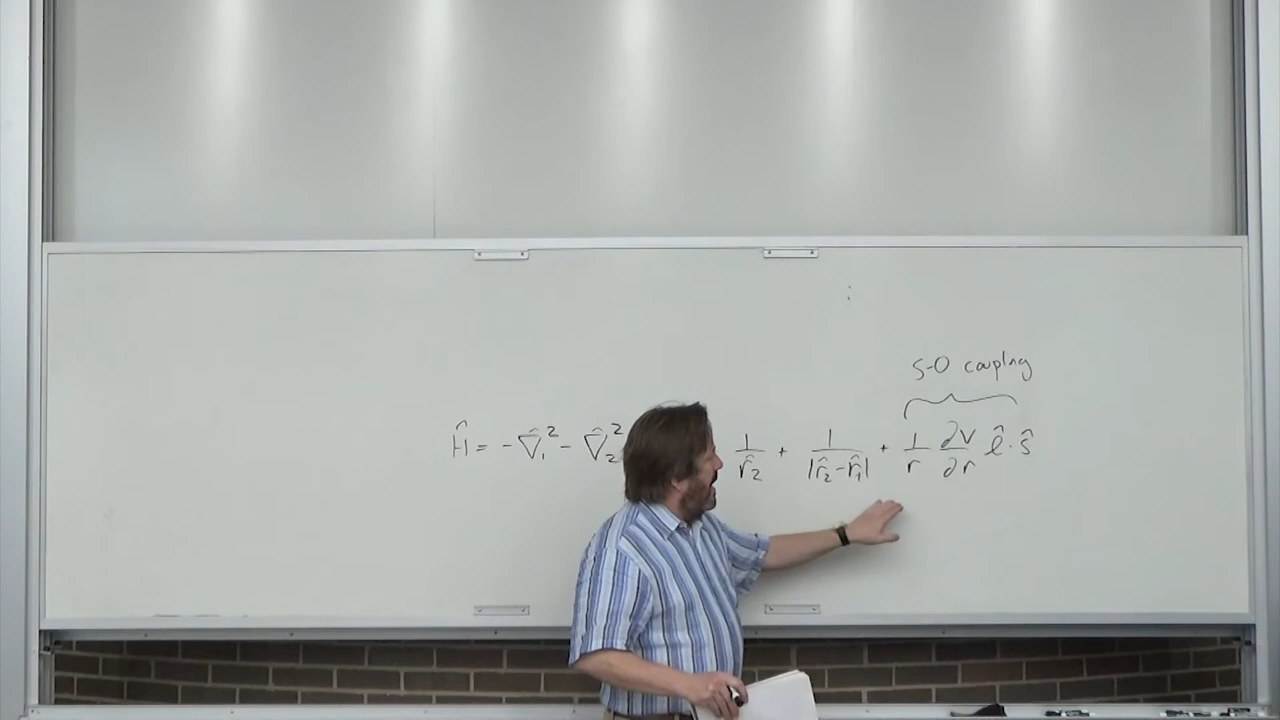 S-O coupling
Ĥ = - ∇̂₁² - ∇̂₂² 1/r̂₂ + 1/|r̂₂-r̂₁| + 1/r ∂V/∂r ℓ̂·ŝ